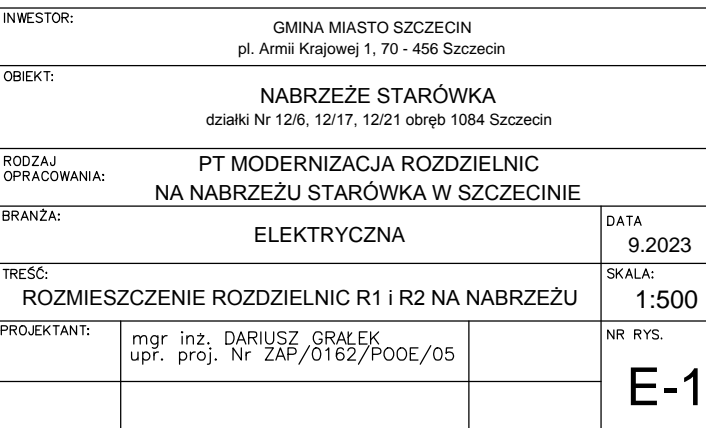 INWESTOR:
GMINA MIASTO SZCZECIN
pl. Armii Krajowej 1, 70 - 456 Szczecin
OBIEKT:
NABRZEŻE STARÓWKA
działki Nr 12/6, 12/17, 12/21 obręb 1084 Szczecin
RODZAJ
OPRACOWANIA:
PT MODERNIZACJA ROZDZIELNIC
NA NABRZEŻU STARÓWKA W SZCZECINIE
BRANŻA:
ELEKTRYCZNA
DATA
9.2023
TREŚĆ:
ROZMIESZCZENIE ROZDZIELNIC R1 i R2 NA NABRZEŻU
SKALA:
1:500
PROJEKTANT:
mgr inż. DARIUSZ GRAŁEK
upr. proj. Nr ZAP/0162/POOE/05
NR RYS.
E-1